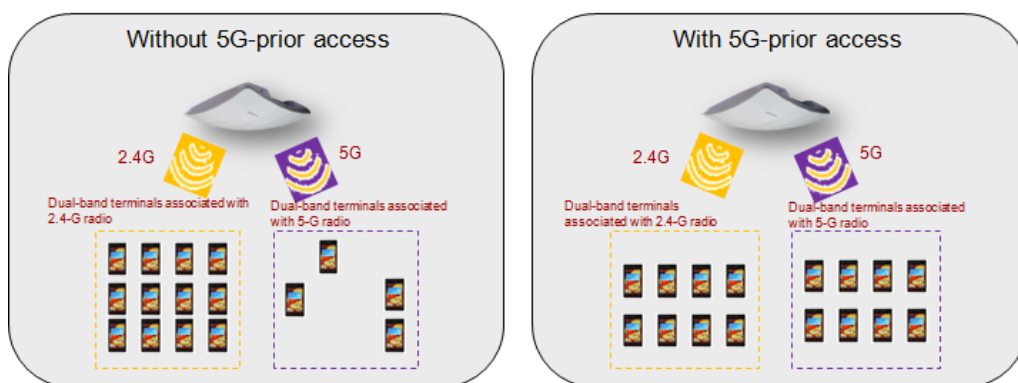 Without 5G-prior access
2.4G
5G
Dual-band terminals associated with
2.4-G radio
Dual-band terminals associated
with 5-G radio
With 5G-prior access
2.4G
5G
Dual-band terminals
associated with 2.4-G radio
Dual-band terminals associated
with 5-G radio